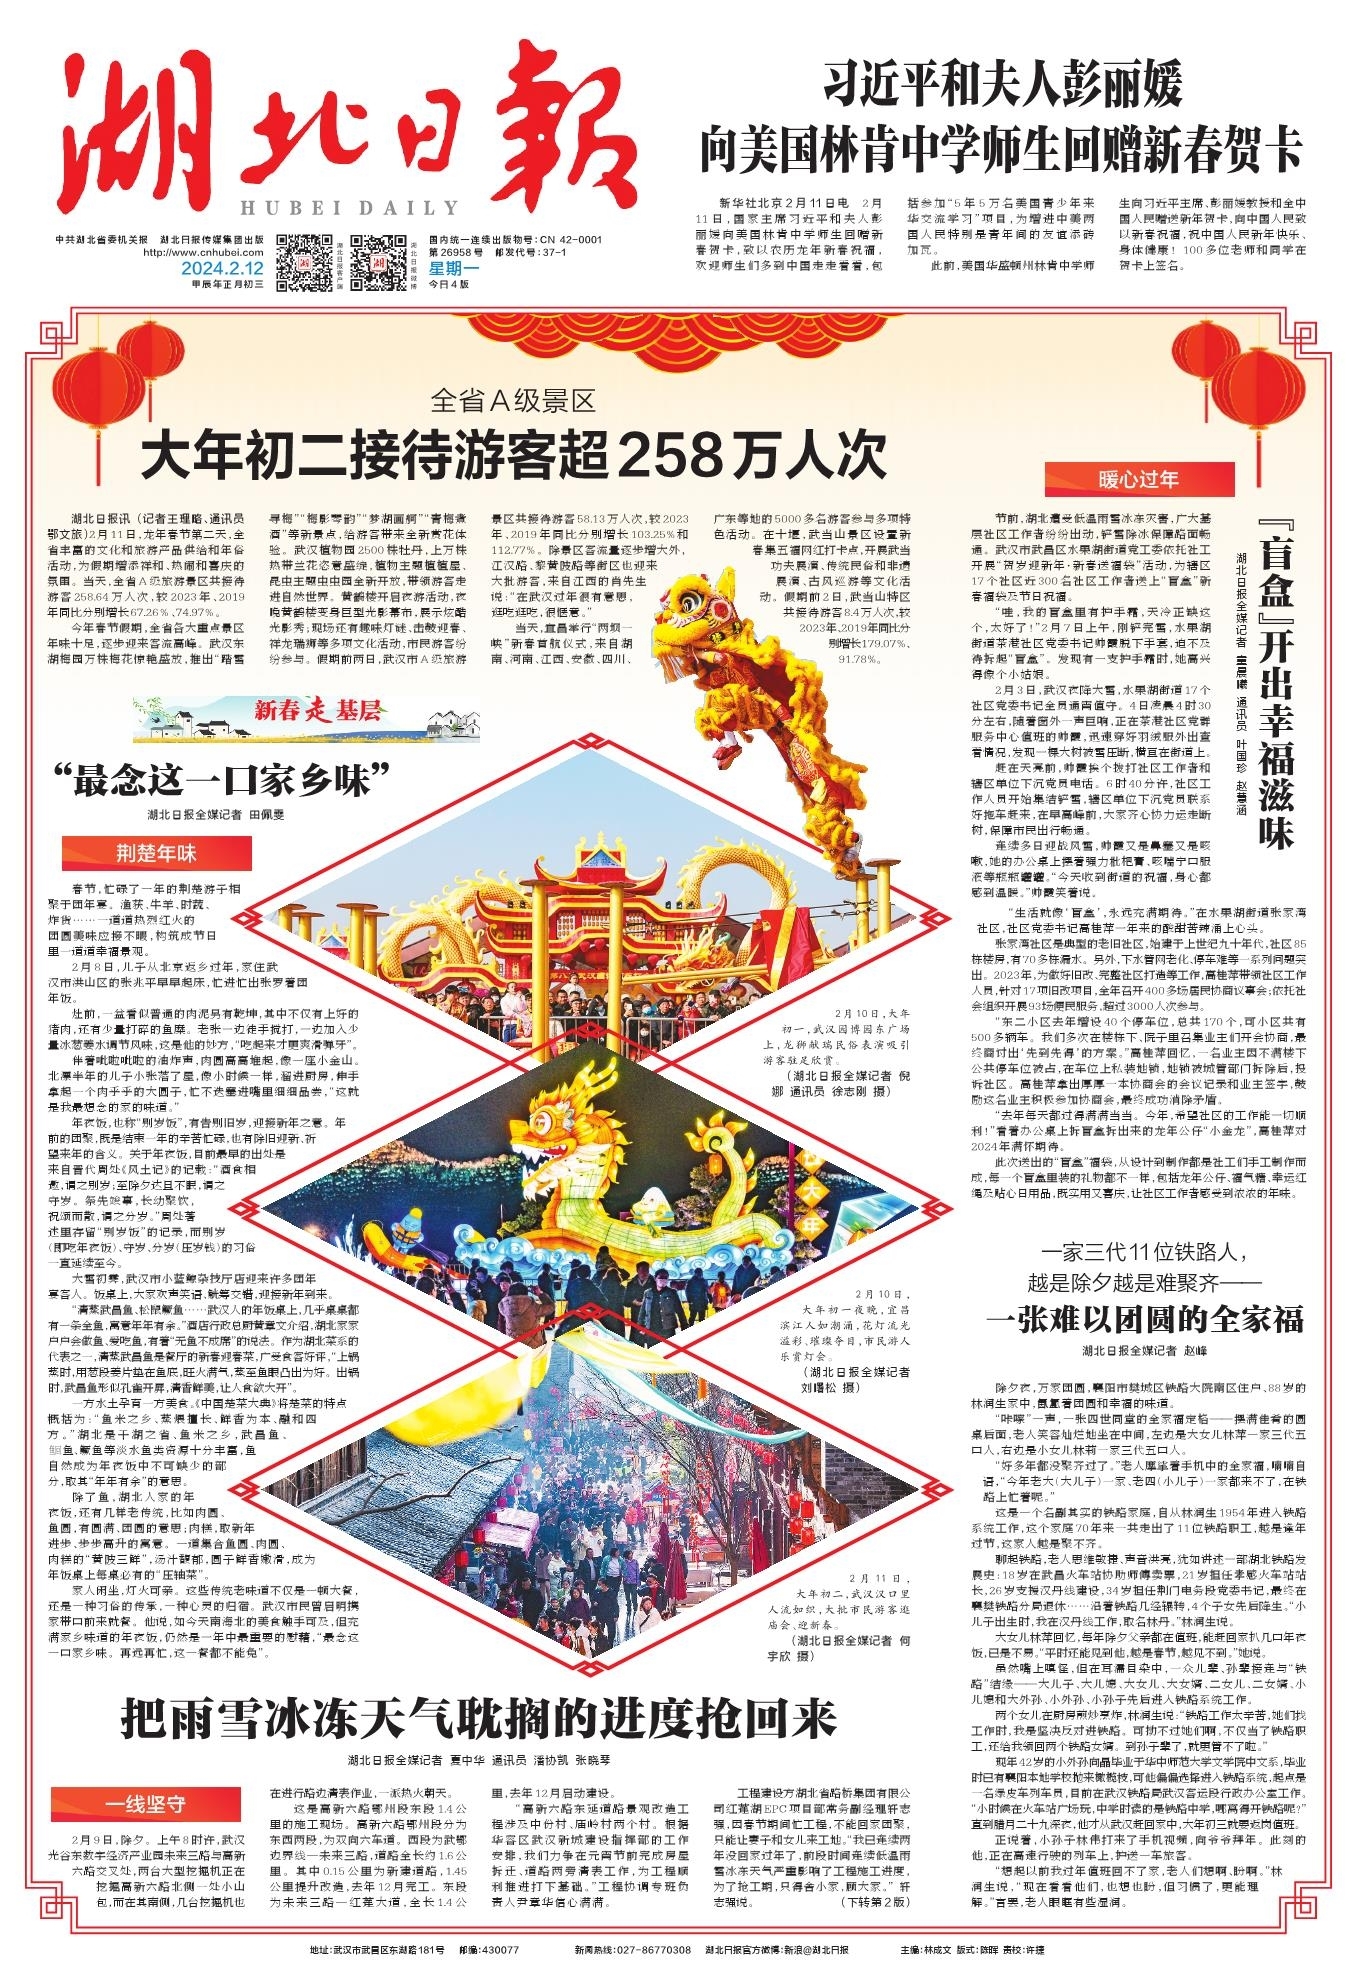 湖北日報
HUBEI DAILY
中共湖北省委机关报 湖北日报传媒集团出版
http://www.cnhubei.com
2024.2.12
甲辰年正月初三
湖北日报客户端
湖北日报微博
国内统一连续出版物号:CN 42-0001
第26958号 邮发代号:37-1
星期一
今日4版
习近平和夫人彭丽媛
向美国林肯中学师生回赠新春贺卡
新华社北京2月11日电 2月
11日,国家主席习近平和夫人彭
丽媛向美国林肯中学师生回赠新
春贺卡,致以农历龙年新春祝福,
欢迎师生们多到中国走走看看,包
括参加“5年5万名美国青少年来
华交流学习”项目,为增进中美两
国人民特别是青年间的友谊添砖
加瓦。
此前,美国华盛顿州林肯中学师
生向习近平主席、彭丽媛教授和全中
国人民赠送新年贺卡,向中国人民致
以新春祝福,祝中国人民新年快乐、
身体健康！100多位老师和同学在
贺卡上签名。
全省A级景区
大年初二接待游客超258万人次
湖北日报讯（记者王理略、通讯员
鄂文旅）2月11日,龙年春节第二天,全
省丰富的文化和旅游产品供给和年俗
活动,为假期增添祥和、热闹和喜庆的
氛围。当天,全省A级旅游景区共接待
游客258.64万人次,较2023年、2019
年同比分别增长67.26%、74.97%。
今年春节假期,全省各大重点景区
年味十足,逐步迎来客流高峰。武汉东
湖梅园万株梅花惊艳盛放,推出“踏雪
寻梅”“梅影琴韵”“梦湖画舸”“青梅煮
酒”等新景点,给游客带来全新赏花体
验。武汉植物园2500株牡丹,上万株
热带兰花恣意盛绽,植物主题植植屋、
昆虫主题虫虫园全新开放,带领游客走
进自然世界。黄鹤楼开启夜游活动,夜
晚黄鹤楼变身巨型光影幕布,展示炫酷
光影秀;现场还有趣味灯谜、击鼓迎春、
祥龙瑞狮等多项文化活动,市民游客纷
纷参与。假期前两日,武汉市A级旅游
景区共接待游客58.13万人次,较2023
年、2019年同比分别增长103.25%和
112.77%。除景区客流量逐步增大外,
江汉路、黎黄陂路等街区也迎来
大批游客,来自江西的肖先生
说:“在武汉过年很有意思,
逛吃逛吃,很惬意。”
当天,宜昌举行“两坝一
峡”新春首航仪式,来自湖
南、河南、江西、安徽、四川、
广东等地的5000多名游客参与多项特
色活动。在十堰,武当山景区设置新
春集五福网红打卡点,开展武当
功夫展演、传统民俗和非遗
展演、古风巡游等文化活
动。假期前2日,武当山特区
共接待游客8.4万人次,较
2023年、2019年同比分
别增长179.07%、
91.78%。
新春走基层
“最念这一口家乡味”
湖北日报全媒记者 田佩雯
荆楚年味
春节,忙碌了一年的荆楚游子相
聚于团年宴。渔获、牛羊、时蔬、
炸货……一道道热烈红火的
团圆美味应接不暇,构筑成节日
里一道道幸福景观。
2月8日,儿子从北京返乡过年,家住武
汉市洪山区的张兆平早早起床,忙进忙出张罗着团
年饭。
灶前,一盆看似普通的肉泥另有乾坤,其中不仅有上好的
猪肉,还有少量打碎的鱼糜。老张一边徒手搅打,一边加入少
量冰葱姜水调节风味,这是他的妙方,“吃起来才更爽滑弹牙”。
伴着呲啦呲啦的油炸声,肉圆高高堆起,像一座小金山。
北漂半年的儿子小张落了屋,像小时候一样,溜进厨房,伸手
拿起一个肉乎乎的大圆子,忙不迭塞进嘴里细细品尝,“这就
是我最想念的家的味道。”
年夜饭,也称“别岁饭”,有告别旧岁,迎接新年之意。年
前的团聚,既是结束一年的辛苦忙碌,也有除旧迎新、祈
望来年的含义。关于年夜饭,目前最早的出处是
来自晋代周处《风土记》的记载:“酒食相
邀,谓之别岁;至除夕达旦不眠,谓之
守岁。祭先竣事,长幼聚饮,
祝颂而散,谓之分岁。”周处著
述里存留“别岁饭”的记录,而别岁
（即吃年夜饭）、守岁、分岁（压岁钱）的习俗
一直延续至今。
大雪初霁,武汉市小蓝鲸杂技厅店迎来许多团年
宴客人。饭桌上,大家欢声笑语、觥筹交错,迎接新年到来。
“清蒸武昌鱼、松鼠鳜鱼……武汉人的年饭桌上,几乎桌桌都
有一条全鱼,寓意年年有余。”酒店行政总厨黄章文介绍,湖北家家
户户会做鱼、爱吃鱼,有着“无鱼不成席”的说法。作为湖北菜系的
代表之一,清蒸武昌鱼是餐厅的新春迎春菜,广受食客好评,“上锅
蒸时,用葱段姜片垫在鱼底,旺火满气,蒸至鱼眼凸出为好。出锅
时,武昌鱼形似孔雀开屏,清香鲜美,让人食欲大开”。
一方水土孕育一方美食。《中国楚菜大典》将楚菜的特点
概括为:“鱼米之乡、蒸煨擅长、鲜香为本、融和四
方。”湖北是千湖之省、鱼米之乡,武昌鱼、
鮰鱼、鳜鱼等淡水鱼类资源十分丰富,鱼
自然成为年夜饭中不可缺少的部
分,取其“年年有余”的意思。
除了鱼,湖北人家的年
夜饭,还有几样老传统,比如肉圆、
鱼圆,有圆满、团圆的意思;肉糕,取新年
进步、步步高升的寓意。一道集合鱼圆、肉圆、
肉糕的“黄陂三鲜”,汤汁馥郁,圆子鲜香嫩滑,成为
年饭桌上每桌必有的“压轴菜”。
家人闲坐,灯火可亲。这些传统老味道不仅是一顿大餐,
还是一种习俗的传承,一种心灵的归宿。武汉市民曾启明携
家带口前来就餐。他说,如今天南海北的美食触手可及,但充
满家乡味道的年夜饭,仍然是一年中最重要的慰藉,“最念这
一口家乡味。再远再忙,这一餐都不能免”。
2月10日,大年
初一,武汉园博园东广场
上,龙狮献瑞民俗表演吸引
游客驻足欣赏。
（湖北日报全媒记者 倪
娜 通讯员 徐志刚 摄）
2月10日,
大年初一夜晚,宜昌
滨江人如潮涌,花灯流光
溢彩、璀璨夺目,市民游人
乐赏灯会。
（湖北日报全媒记者
刘曙松 摄）
2月11日,
大年初二,武汉汉口里
人流如织,大批市民游客逛
庙会、迎新春。
（湖北日报全媒记者 何
宇欣 摄）
暖心过年
『盲盒』开出幸福滋味
湖北日报全媒记者 童晨曦 通讯员 叶国珍 赵慧涵
节前,湖北遭受低温雨雪冰冻灾害,广大基
层社区工作者纷纷出动,铲雪除冰保障路面畅
通。武汉市武昌区水果湖街道党工委依托社工
开展“贺岁迎新年·新春送福袋”活动,为辖区
17个社区近300名社区工作者送上“盲盒”新
春福袋及节日祝福。
“哇,我的盲盒里有护手霜,天冷正缺这
个,太好了!”2月7日上午,刚铲完雪,水果湖
街道茶港社区党委书记帅霞脱下手套,迫不及
待拆起“盲盒”。发现有一支护手霜时,她高兴
得像个小姑娘。
2月3日,武汉夜降大雪,水果湖街道17个
社区党委书记全员通宵值守。4日凌晨4时30
分左右,随着窗外一声巨响,正在茶港社区党群
服务中心值班的帅霞,迅速穿好羽绒服外出查
看情况,发现一棵大树被雪压断,横亘在街道上。
赶在天亮前,帅霞挨个拨打社区工作者和
辖区单位下沉党员电话。6时40分许,社区工
作人员开始集结铲雪,辖区单位下沉党员联系
好拖车赶来,在早高峰前,大家齐心协力运走断
树,保障市民出行畅通。
连续多日迎战风雪,帅霞又是鼻塞又是咳
嗽,她的办公桌上摆着强力枇杷膏、咳喘宁口服
液等瓶瓶罐罐。“今天收到街道的祝福,身心都
感到温暖。”帅霞笑着说。
“生活就像‘盲盒’,永远充满期待。”在水果湖街道张家湾
社区,社区党委书记高桂萍一年来的酸甜苦辣涌上心头。
张家湾社区是典型的老旧社区,始建于上世纪九十年代,社区85
栋楼房,有70多栋漏水。另外,下水管网老化、停车难等一系列问题突
出。2023年,为做好旧改、完整社区打造等工作,高桂萍带领社区工作
人员,针对17项旧改项目,全年召开400多场居民协商议事会;依托社
会组织开展93场便民服务,超过3000人次参与。
“东二小区去年增设40个停车位,总共170个,可小区共有
500多辆车。我们多次在楼栋下、院子里召集业主们开会协商,最
终商讨出‘先到先得’的方案。”高桂萍回忆,一名业主因不满楼下
公共停车位被占,在车位上私装地锁,地锁被城管部门拆除后,投
诉社区。高桂萍拿出厚厚一本协商会的会议记录和业主签字,鼓
励这名业主积极参加协商会,最终成功消除矛盾。
“去年每天都过得满满当当。今年,希望社区的工作能一切顺
利!”看着办公桌上拆盲盒拆出来的龙年公仔“小金龙”,高桂萍对
2024年满怀期待。
此次送出的“盲盒”福袋,从设计到制作都是社工们手工制作而
成,每一个盲盒里装的礼物都不一样,包括龙年公仔、福气糖、幸运红
绳及贴心日用品,既实用又喜庆,让社区工作者感受到浓浓的年味。
一家三代11位铁路人,
越是除夕越是难聚齐——
一张难以团圆的全家福
湖北日报全媒记者 赵峰
除夕夜,万家团圆,襄阳市樊城区铁路大院南区住户、88岁的
林润生家中,氤氲着团圆和幸福的味道。
“咔嚓”一声,一张四世同堂的全家福定格——摆满佳肴的圆
桌后面,老人笑容灿烂地坐在中间,左边是大女儿林萍一家三代五
口人,右边是小女儿林莉一家三代五口人。
“好多年都没聚齐过了。”老人摩挲着手机中的全家福,喃喃自
语,“今年老大(大儿子)一家、老四(小儿子)一家都来不了,在铁
路上忙着呢。”
这是一个名副其实的铁路家庭,自从林润生1954年进入铁路
系统工作,这个家庭70年来一共走出了11位铁路职工,越是逢年
过节,这家人越是聚不齐。
聊起铁路,老人思维敏捷、声音洪亮,犹如讲述一部湖北铁路发
展史:18岁在武昌火车站协助师傅卖票,21岁担任孝感火车站站
长,26岁支援汉丹线建设,34岁担任荆门电务段党委书记,最终在
襄樊铁路分局退休……沿着铁路几经辗转,4个子女先后降生。“小
儿子出生时,我在汉丹线工作,取名林丹。”林润生说。
大女儿林萍回忆,每年除夕父亲都在值班,能赶回家扒几口年夜
饭,已是不易。“平时还能见到他,越是春节,越见不到。”她说。
虽然嘴上嗔怪,但在耳濡目染中,一众儿辈、孙辈接连与“铁
路”结缘——大儿子、大儿媳、大女儿、大女婿、二女儿、二女婿、小
儿媳和大外孙、小外孙、小孙子先后进入铁路系统工作。
两个女儿在厨房煎炒烹炸,林润生说:“铁路工作太辛苦,她们找
工作时,我是坚决反对进铁路。可拗不过她们啊,不仅当了铁路职
工,还给我领回两个铁路女婿。到孙子辈了,就更管不了啦。”
现年42岁的小外孙向晶毕业于华中师范大学文学院中文系,毕业
时已有襄阳本地学校抛来橄榄枝,可他偏偏选择进入铁路系统,起点是
一名绿皮车列车员,目前在武汉铁路局武汉客运段行政办公室工作。
“小时候在火车站广场玩,中学时读的是铁路中学,哪离得开铁路呢?”
直到腊月二十九深夜,他才从武汉赶回家中,大年初三就要返岗值班。
正说着,小孙子林伟打来了手机视频,向爷爷拜年。此刻的
他,正在高速行驶的列车上,护送一车旅客。
“想起以前我过年值班回不了家,老人们想啊、盼啊。”林
润生说,“现在看着他们,也想也盼,但习惯了,更能理
解。”言罢,老人眼眶有些湿润。
把雨雪冰冻天气耽搁的进度抢回来
湖北日报全媒记者 夏中华 通讯员 潘协凯 张晓琴
一线坚守
2月9日,除夕。上午8时许,武汉
光谷东数字经济产业园未来三路与高新
六路交叉处,两台大型挖掘机正在
挖掘高新六路北侧一处小山
包,而在其南侧,几台挖掘机也
在进行路边清表作业,一派热火朝天。
这是高新六路鄂州段东段1.4公
里的施工现场。高新六路鄂州段分为
东西两段,为双向六车道。西段为武鄂
边界线—未来三路,道路全长约1.6公
里。其中0.15公里为新建道路,1.45
公里提升改造,去年12月完工。东段
为未来三路—红莲大道,全长1.4公
里,去年12月启动建设。
“高新六路东延道路景观改造工
程涉及中份村、庙岭村两个村。根据
华容区武汉新城建设指挥部的工作
安排,我们力争在元宵节前完成房屋
拆迁、道路两旁清表工作,为工程顺
利推进打下基础。”工程协调专班负
责人尹章华信心满满。
工程建设方湖北省路桥集团有限公
司红莲湖EPC项目部常务副经理轩志
强,因春节期间忙工程,不能回家团聚,
只能让妻子和女儿来工地。“我已连续两
年没回家过年了,前段时间连续低温雨
雪冰冻天气严重影响了工程施工进度,
为了抢工期,只得舍小家,顾大家。”轩
志强说。 （下转第2版）
地址:武汉市武昌区东湖路181号 邮编:430077 新闻热线:027-86770308 湖北日报官方微博:新浪@湖北日报 主编:林成文 版式:陈晖 责校:许建